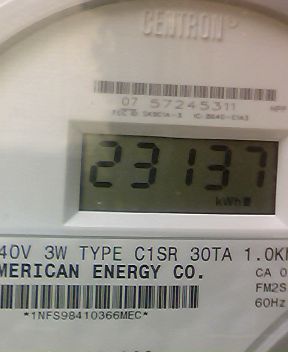 CENTRON®
07 57245311
23137
kWh
40V 3W TYPE C1SR 30TA 1.0K
MERICAN ENERGY CO.
CA 0
FM2S
60Hz
*1NFS98410366MEC*